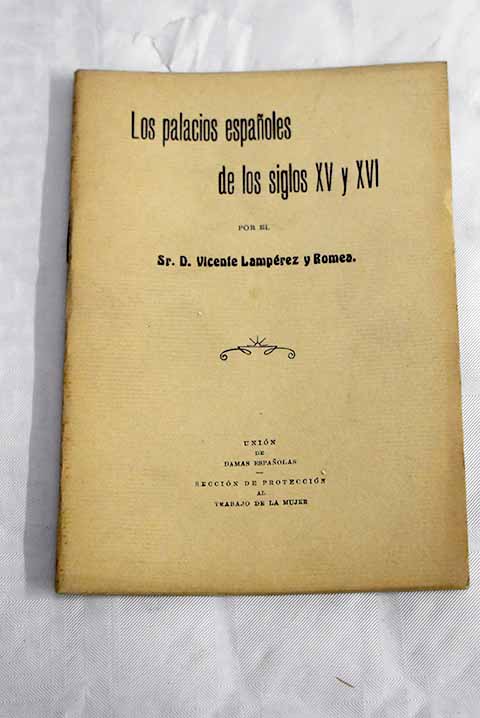 Los palacios españoles
de los siglos XV y XVI
POR EL
Sr. D. Vicente Lampérez y Romea.
UNIÓN
DE
DAMAS ESPAÑOLAS
—
SECCIÓN DE PROTECCIÓN
AL
TRABAJO DE LA MUJER